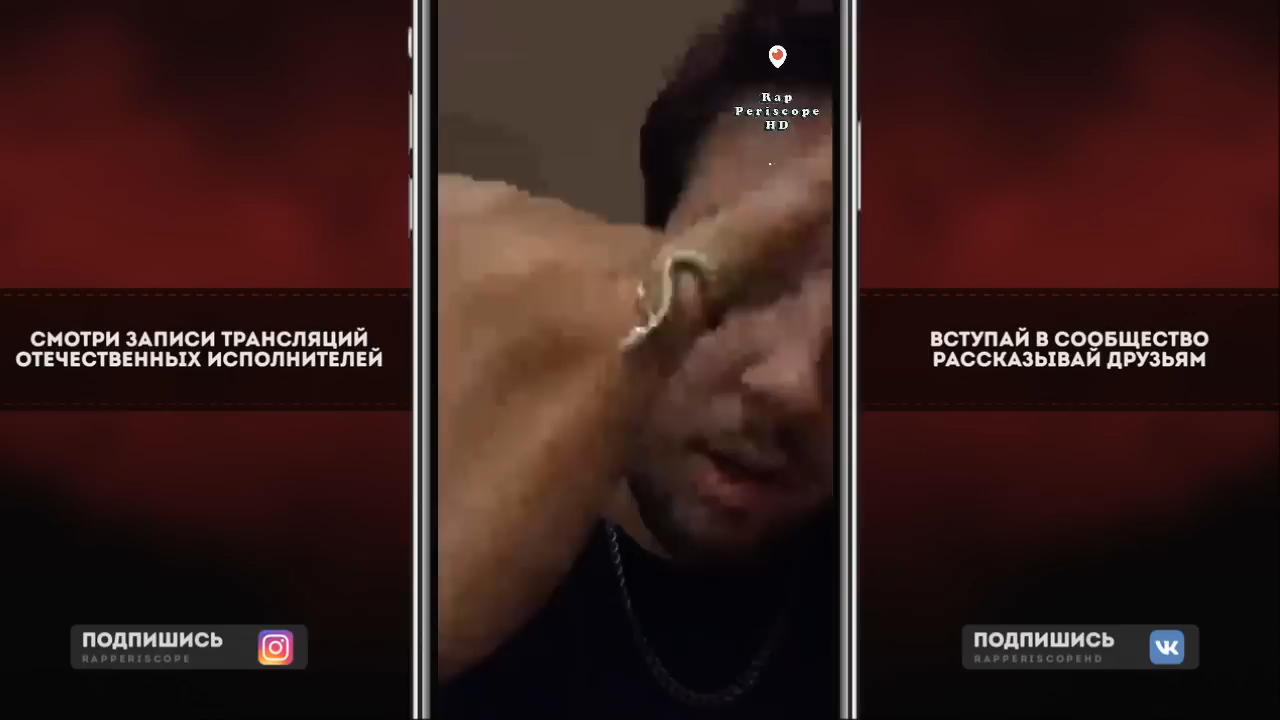 Rap
Periscope
HD
СМОТРИ ЗАПИСИ ТРАНСЛЯЦИЙ
ОТЕЧЕСТВЕННЫХ ИСПОЛНИТЕЛЕЙ
ВСТУПАЙ В СООБЩЕСТВО
РАССКАЗЫВАЙ ДРУЗЬЯМ
ПОДПИШИСЬ
RAPPERISCOPE
ПОДПИШИСЬ
RAPPERISCOPEHD